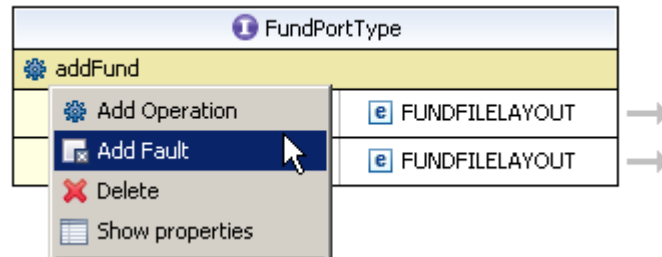 I FundPortType
addFund
Add Operation
e FUNDFILELAYOUT
Add Fault
e FUNDFILELAYOUT
Delete
Show properties